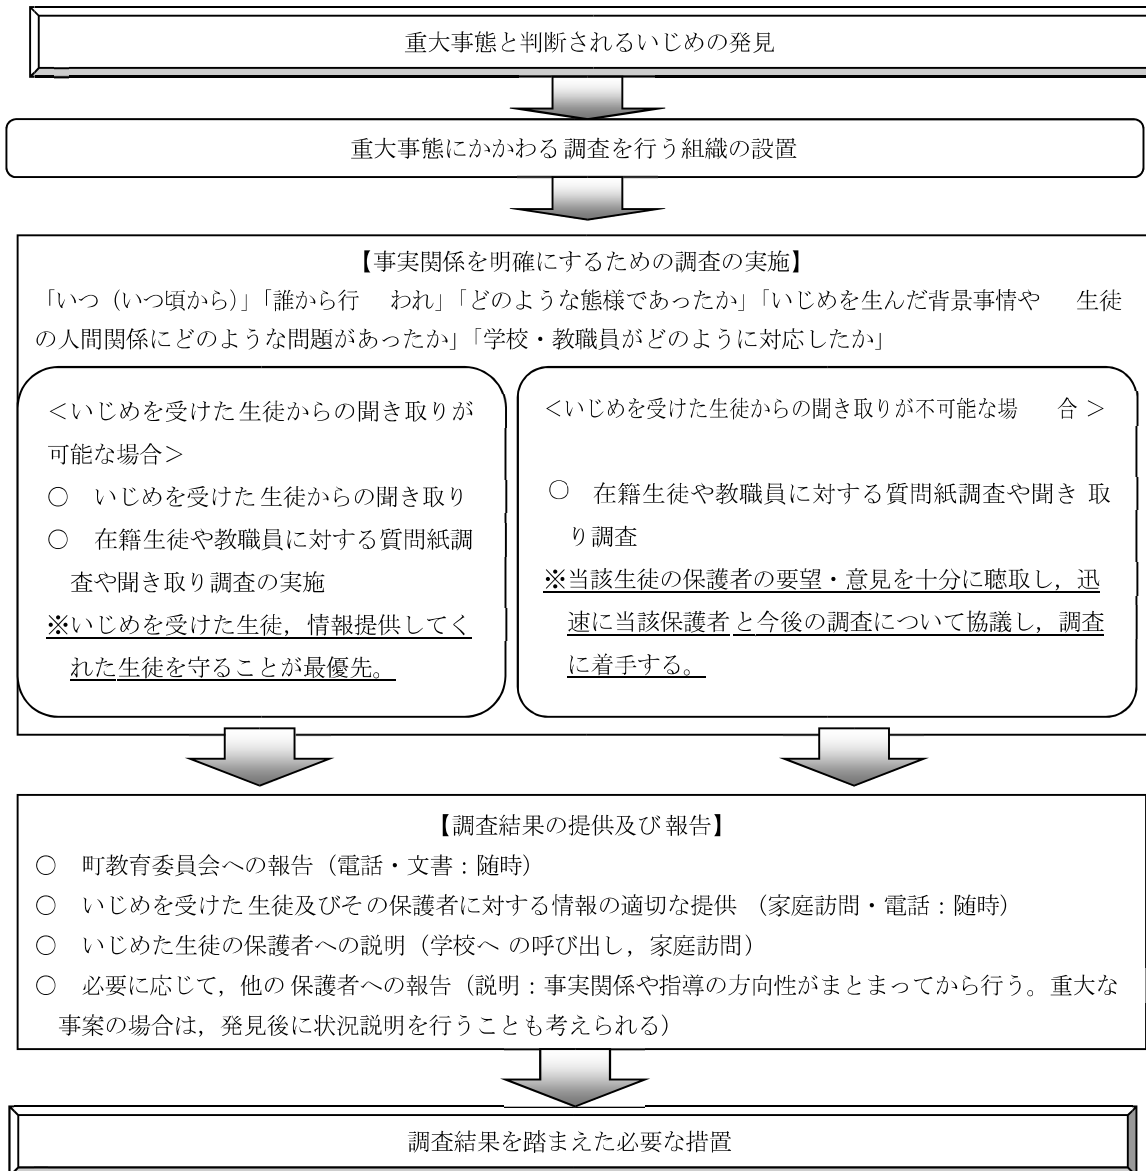 重大事態と判断されるいじめの発見
重大事態にかかわる調査を行う組織の設置
【事実関係を明確にするための調査の実施】
「いつ（いつ頃から）」「誰から行　われ」「どのような態様であったか」「いじめを生んだ背景事情や　生徒
の人間関係にどのような問題があったか」「学校・教職員がどのように対応したか」
＜いじめを受けた生徒からの聞き取りが
可能な場合＞
○　いじめを受けた生徒からの聞き取り
○　在籍生徒や教職員に対する質問紙調
査や聞き取り調査の実施
※いじめを受けた生徒，情報提供してく
れた生徒を守ることが最優先。
＜いじめを受けた生徒からの聞き取りが不可能な場　合＞
○　在籍生徒や教職員に対する質問紙調査や聞き取
り調査
※当該生徒の保護者の要望・意見を十分に聴取し，迅
速に当該保護者と今後の調査について協議し，調査
に着手する。
【調査結果の提供及び報告】
○　町教育委員会への報告（電話・文書：随時）
○　いじめを受けた生徒及びその保護者に対する情報の適切な提供　（家庭訪問・電話：随時）
○　いじめた生徒の保護者への説明（学校への呼び出し，家庭訪問）
○　必要に応じて，他の保護者への報告（説明：事実関係や指導の方向性がまとまってから行う。重大な
事案の場合は，発見後に状況説明を行うことも考えられる）
調査結果を踏まえた必要な措置